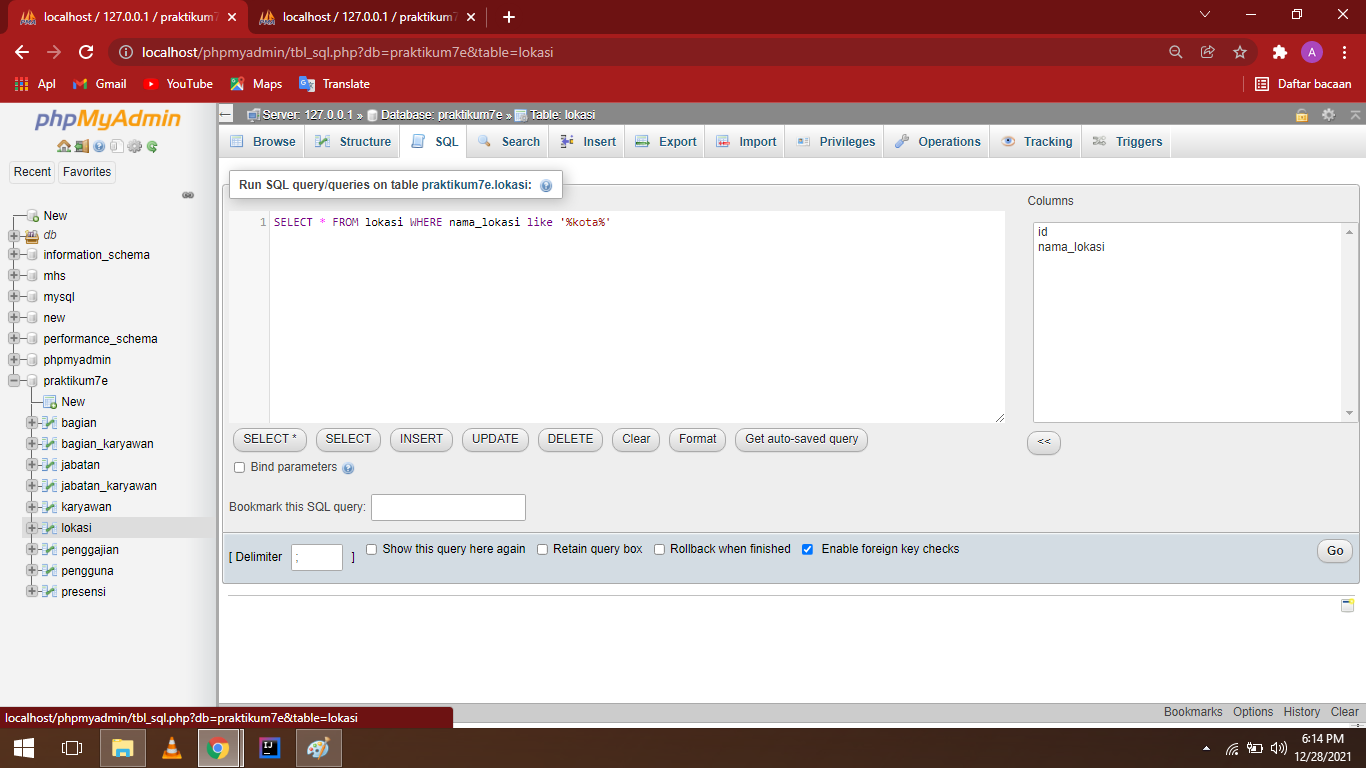 localhost / 127.0.0.1 / praktikum7
localhost / 127.0.0.1 / praktikum7
localhost/phpmyadmin/tbl_sql.php?db=praktikum7e&table=lokasi
A
Apl
Gmail
YouTube
Maps
Translate
Daftar bacaan
phpMyAdmin
Recent
Favorites
New
db
information_schema
mhs
mysql
new
performance_schema
phpmyadmin
praktikum7e
New
bagian
bagian_karyawan
jabatan
jabatan_karyawan
karyawan
lokasi
penggajian
pengguna
presensi
Server: 127.0.0.1 » Database: praktikum7e » Table: lokasi
Browse
Structure
SQL
Search
Insert
Export
Import
Privileges
Operations
Tracking
Triggers
Run SQL query/queries on table praktikum7e.lokasi:
1 SELECT * FROM lokasi WHERE nama_lokasi like '%kota%'
Columns
id
nama_lokasi
SELECT *
SELECT
INSERT
UPDATE
DELETE
Clear
Format
Get auto-saved query
<<
Bind parameters
Bookmark this SQL query:
[ Delimiter ; ]
Show this query here again
Retain query box
Rollback when finished
Enable foreign key checks
Go
Bookmarks
Options
History
Clear
localhost/phpmyadmin/tbl_sql.php?db=praktikum7e&table=lokasi
IJ
6:14 PM
12/28/2021